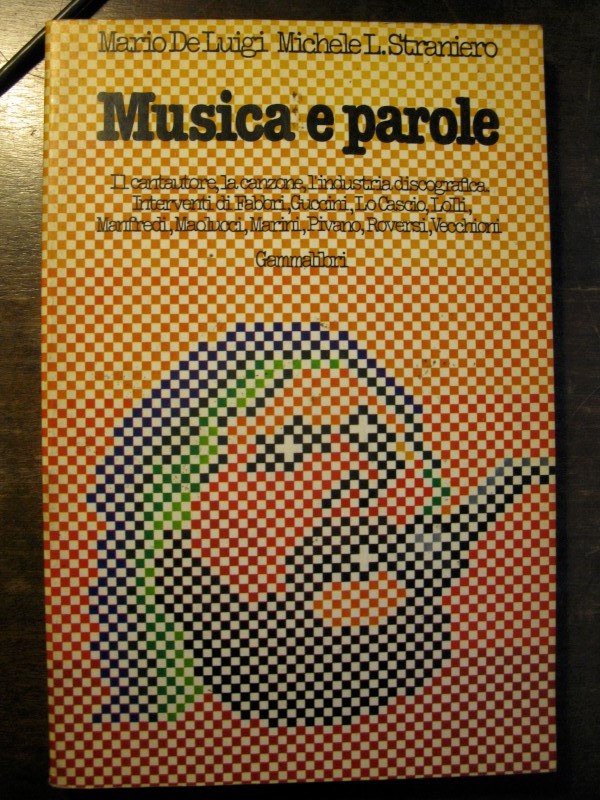 Mario De Luigi Michele L. Straniero
Musica e parole
Il cantautore, la canzone, l'industria discografica.
Interventi di Fabbri, Guccini, Lo Cascio, Lolli,
Manfredi, Maolucci, Marini, Pivano, Roversi, Vecchioni
Gammalibri